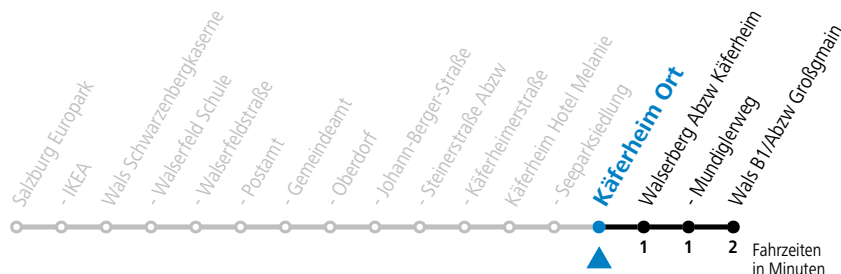 Salzburg Europark
- IKEA
Wals Schwarzenbergkaserne
- Walserfeld Schule
- Walserfeldstraße
- Postamt
- Gemeindeamt
- Oberdorf
- Johann-Berger-Straße
- Steinerstraße Abzw
- Käferheimerstraße
Käferheim Hotel Melanie
- Seeparksiedlung
Käferheim Ort
Walserberg Abzw Käferheim
- Mundiglerweg
Wals B1/Abzw Großgmain
1 1 2 Fahrzeiten
in Minuten